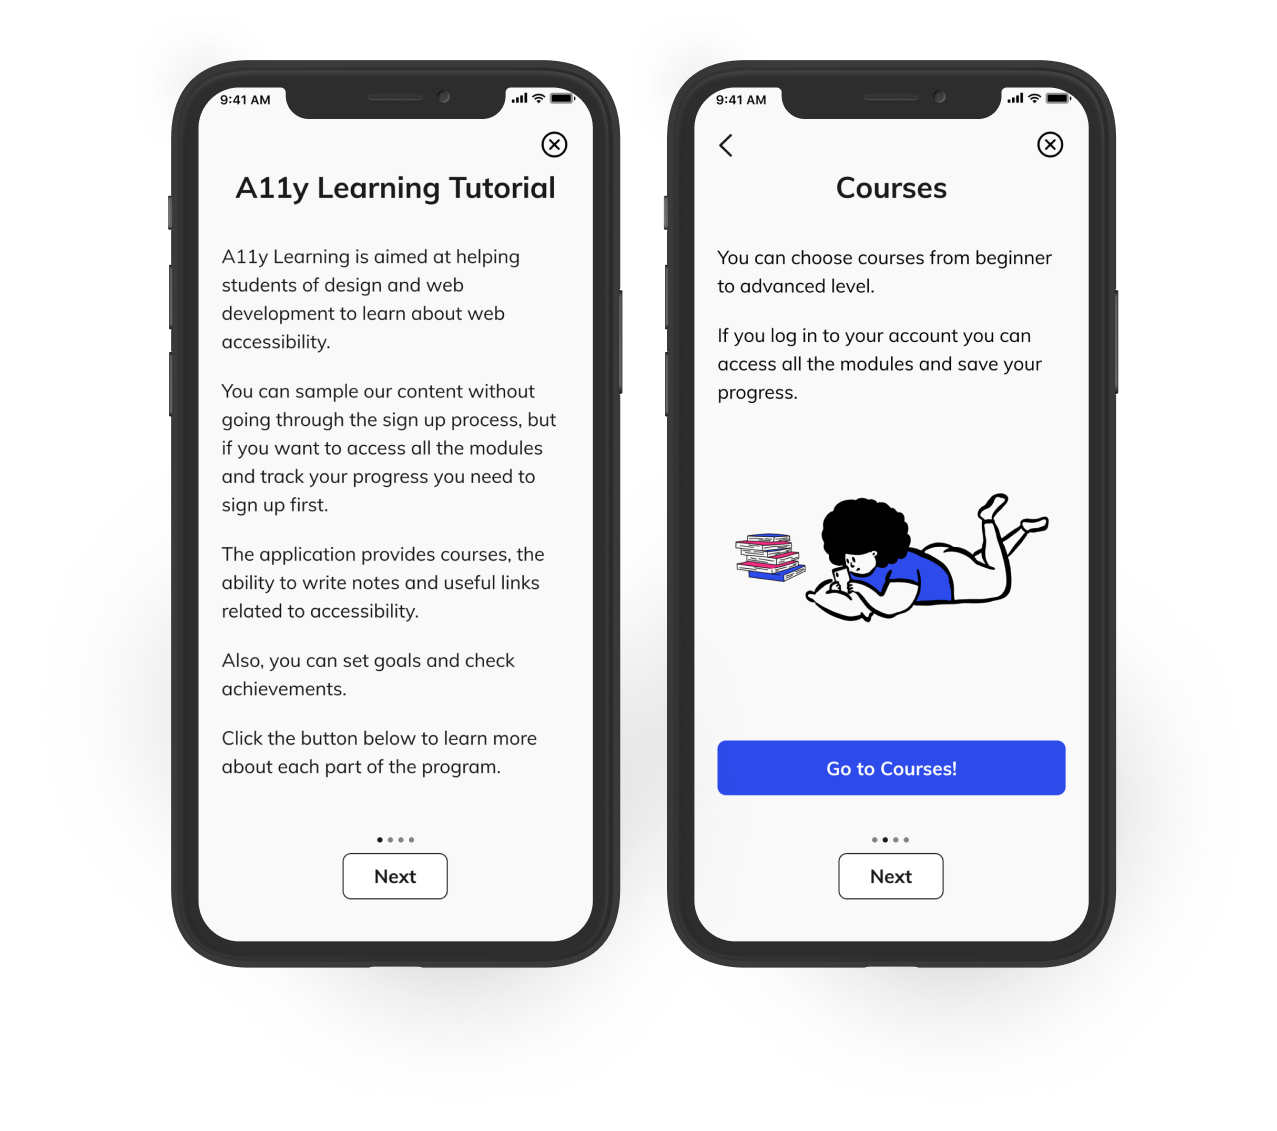 9:41 AM
A11y Learning Tutorial
A11y Learning is aimed at helping
students of design and web
development to learn about web
accessibility.
You can sample our content without
going through the sign up process, but
if you want to access all the modules
and track your progress you need to
sign up first.
The application provides courses, the
ability to write notes and useful links
related to accessibility.
Also, you can set goals and check
achievements.
Click the button below to learn more
about each part of the program.
Next
9:41 AM
Courses
You can choose courses from beginner
to advanced level.
If you log in to your account you can
access all the modules and save your
progress.
Go to Courses!
Next